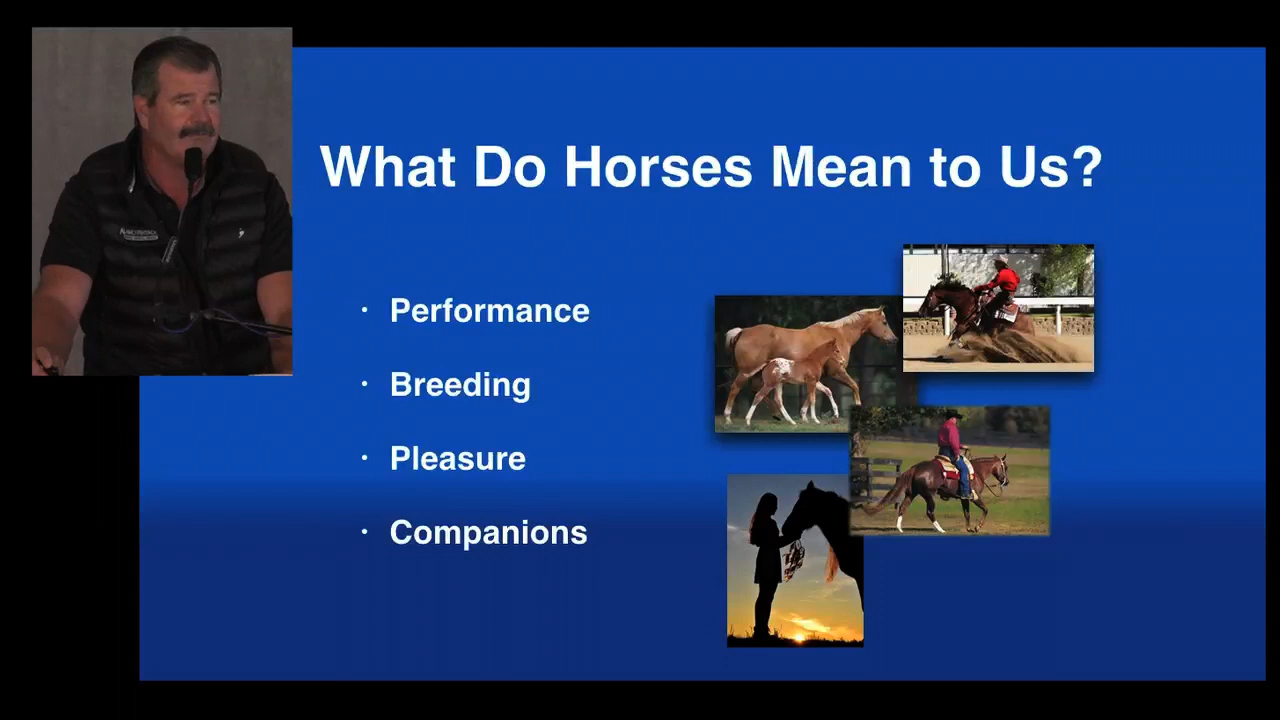 What Do Horses Mean to Us?
· Performance
· Breeding
· Pleasure
· Companions